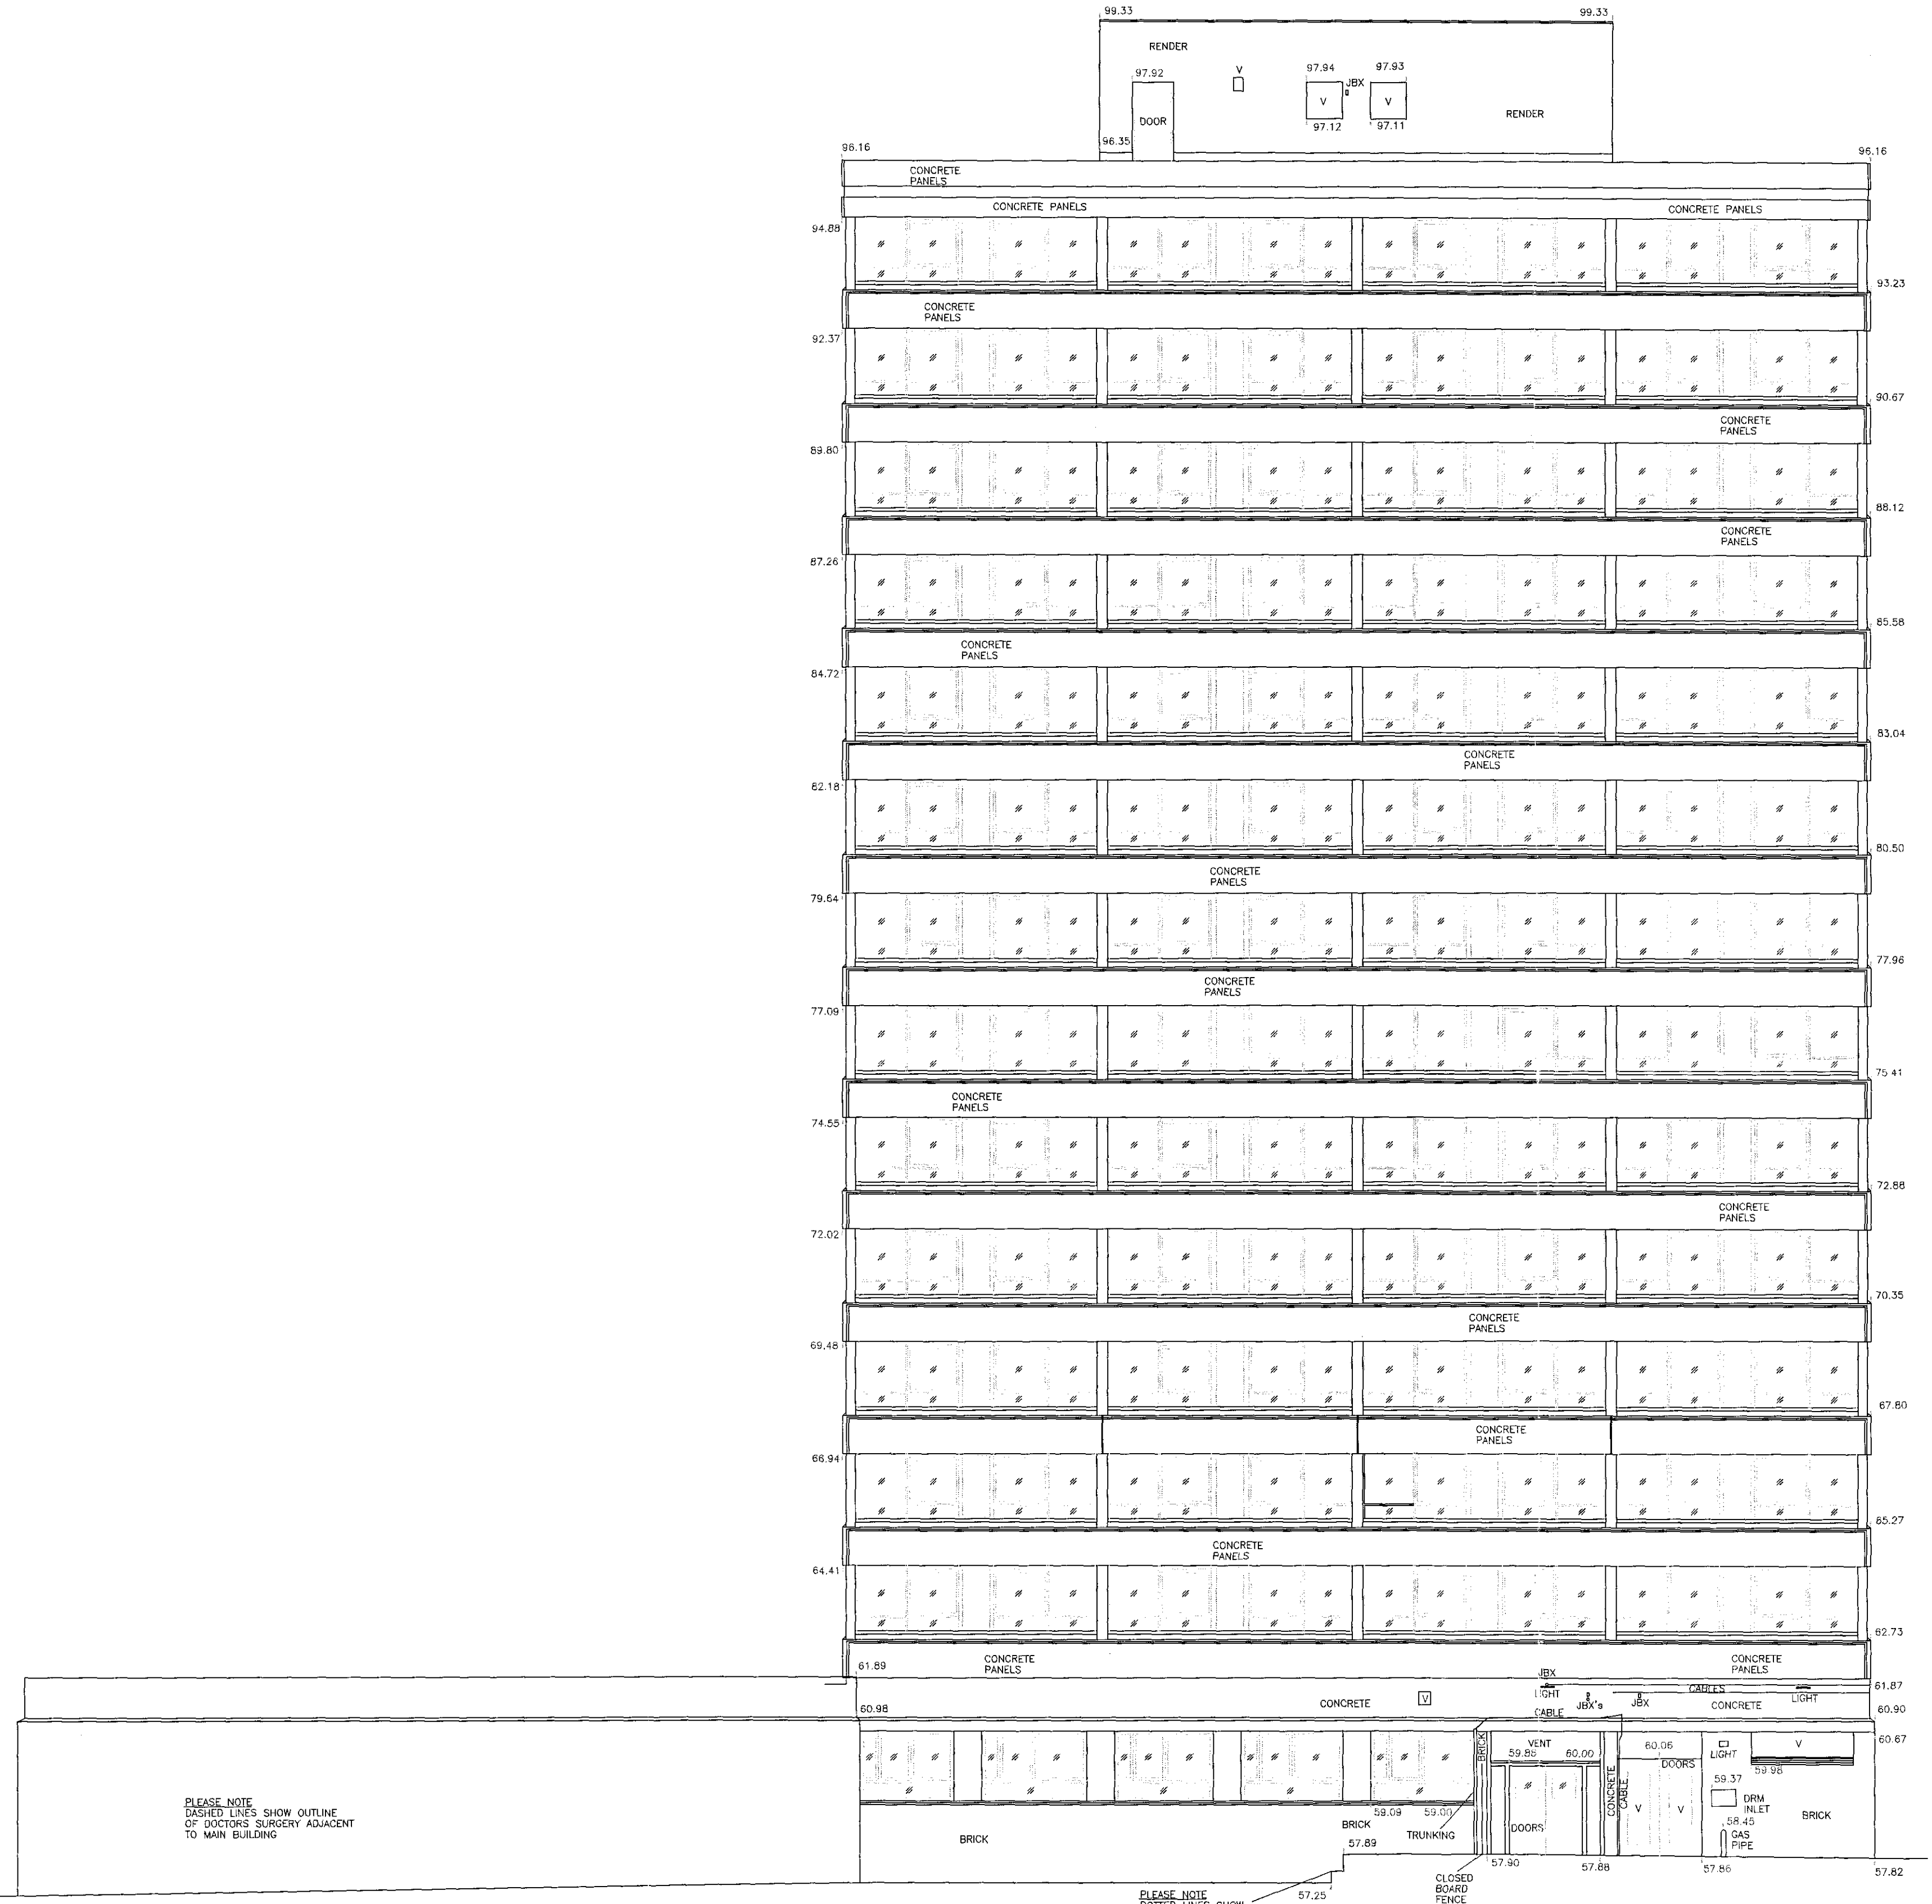 99.33
99.33
RENDER
V
97.92
97.94
97.93
JBX
V
V
DOOR
RENDER
97.12
97.11
96.35
96.16
96.16
CONCRETE
PANELS
CONCRETE PANELS
CONCRETE PANELS
94.88
93.23
CONCRETE
PANELS
92.37
90.67
CONCRETE
PANELS
89.80
88.12
CONCRETE
PANELS
87.26
85.58
CONCRETE
PANELS
84.72
83.04
CONCRETE
PANELS
82.18
80.50
CONCRETE
PANELS
79.64
77.96
CONCRETE
PANELS
77.09
75.41
CONCRETE
PANELS
74.55
72.88
CONCRETE
PANELS
72.02
70.35
CONCRETE
PANELS
69.48
67.80
CONCRETE
PANELS
66.94
65.27
CONCRETE
PANELS
64.41
62.73
CONCRETE
PANELS
CONCRETE
PANELS
61.89
JBX
LIGHT
JBX's
JBX
CABLES
LIGHT
61.87
CONCRETE
V
CONCRETE
60.98
CABLE
60.90
BRICK
VENT
59.88
60.00
60.06
DOORS
LIGHT
V
60.67
59.98
59.37
DRM
INLET
CONCRETE
CABLE
V
V
59.09
59.00
BRICK
BRICK
TRUNKING
DOORS
58.45
GAS
PIPE
BRICK
57.89
PLEASE NOTE
DASHED LINES SHOW OUTLINE
OF DOCTORS SURGERY ADJACENT
TO MAIN BUILDING
57.90
57.88
57.86
57.82
CLOSED
BOARD
FENCE
57.25
PLEASE NOTE
DOTTED LINES SHOW